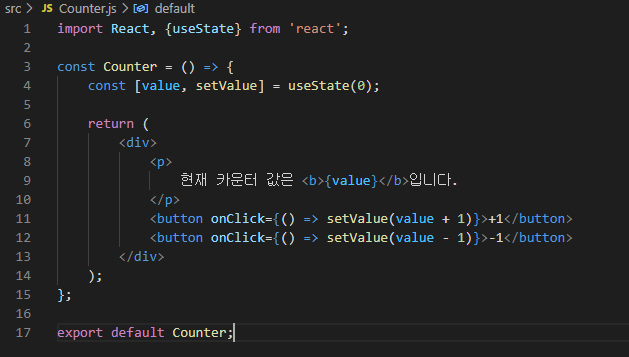 src > JS Counter.js > default
1 import React, {useState} from 'react';
2
3 const Counter = () => {
4     const [value, setValue] = useState(0);
5
6     return (
7         <div>
8             <p>
9                 현재 카운터 값은 <b>{value}</b>입니다.
10             </p>
11             <button onClick={() => setValue(value + 1)}>+1</button>
12             <button onClick={() => setValue(value - 1)}>-1</button>
13         </div>
14     );
15 };
16
17 export default Counter;